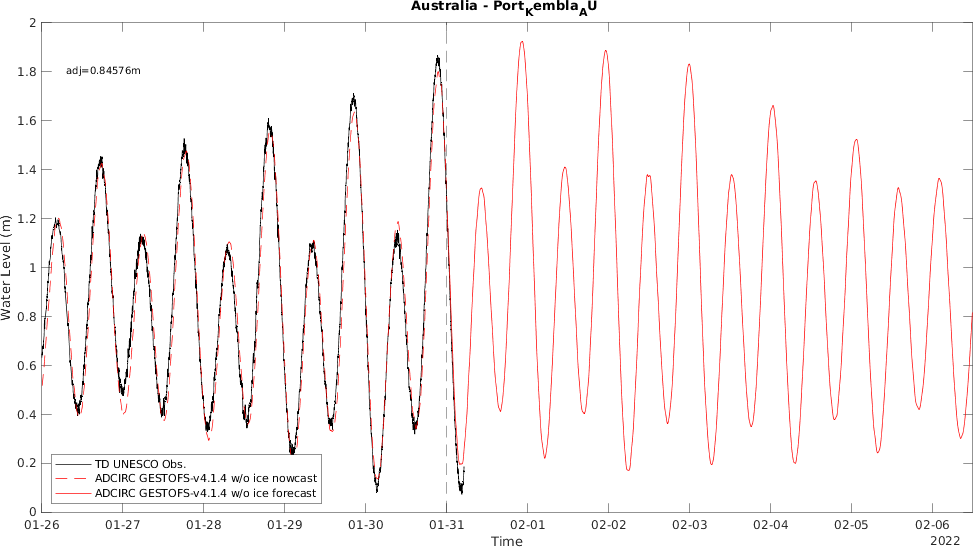 Australia - Port_Kembla_AU
2
1.8
adj=0.84576m
1.6
1.4
1.2
1
Water Level (m)
0.8
0.6
0.4
0.2
0
TD UNESCO Obs.
ADCIRC GESTOFS-v4.1.4 w/o ice nowcast
ADCIRC GESTOFS-v4.1.4 w/o ice forecast
01-26 01-27 01-28 01-29 01-30 01-31 02-01 02-02 02-03 02-04 02-05 02-06
Time
2022